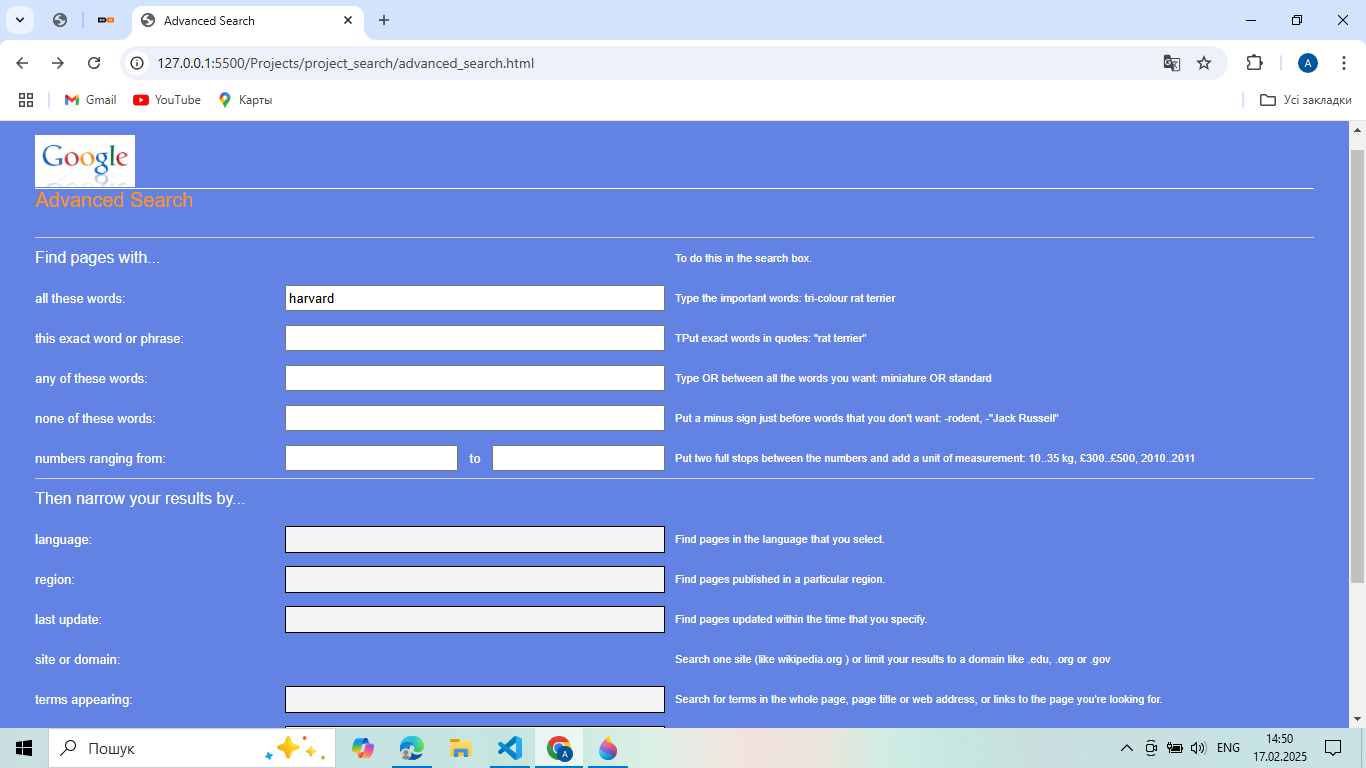 Advanced Search
127.0.0.1:5500/Projects/project_search/advanced_search.html
A
Gmail
YouTube
Карты
Усі закладки
Google
Advanced Search
Find pages with... To do this in the search box.
all these words: harvard Type the important words: tri-colour rat terrier
this exact word or phrase: TPut exact words in quotes: "rat terrier"
any of these words: Type OR between all the words you want: miniature OR standard
none of these words: Put a minus sign just before words that you don't want: -rodent, -"Jack Russell"
numbers ranging from: to Put two full stops between the numbers and add a unit of measurement: 10..35 kg, £300..£500, 2010..2011
Then narrow your results by...
language: Find pages in the language that you select.
region: Find pages published in a particular region.
last update: Find pages updated within the time that you specify.
site or domain: Search one site (like wikipedia.org ) or limit your results to a domain like .edu, .org or .gov
terms appearing: Search for terms in the whole page, page title or web address, or links to the page you're looking for.
Пошук
A
ENG
14:50
17.02.2025